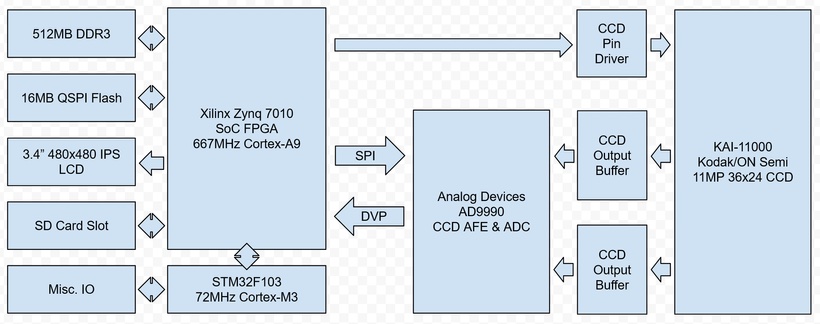 512MB DDR3
16MB QSPI Flash
3.4” 480x480 IPS
LCD
SD Card Slot
Misc. IO
Xilinx Zynq 7010
SoC FPGA
667MHz Cortex-A9
STM32F103
72MHz Cortex-M3
SPI
DVP
Analog Devices
AD9990
CCD AFE & ADC
CCD
Pin
Driver
CCD
Output
Buffer
CCD
Output
Buffer
KAI-11000
Kodak/ON Semi
11MP 36x24 CCD